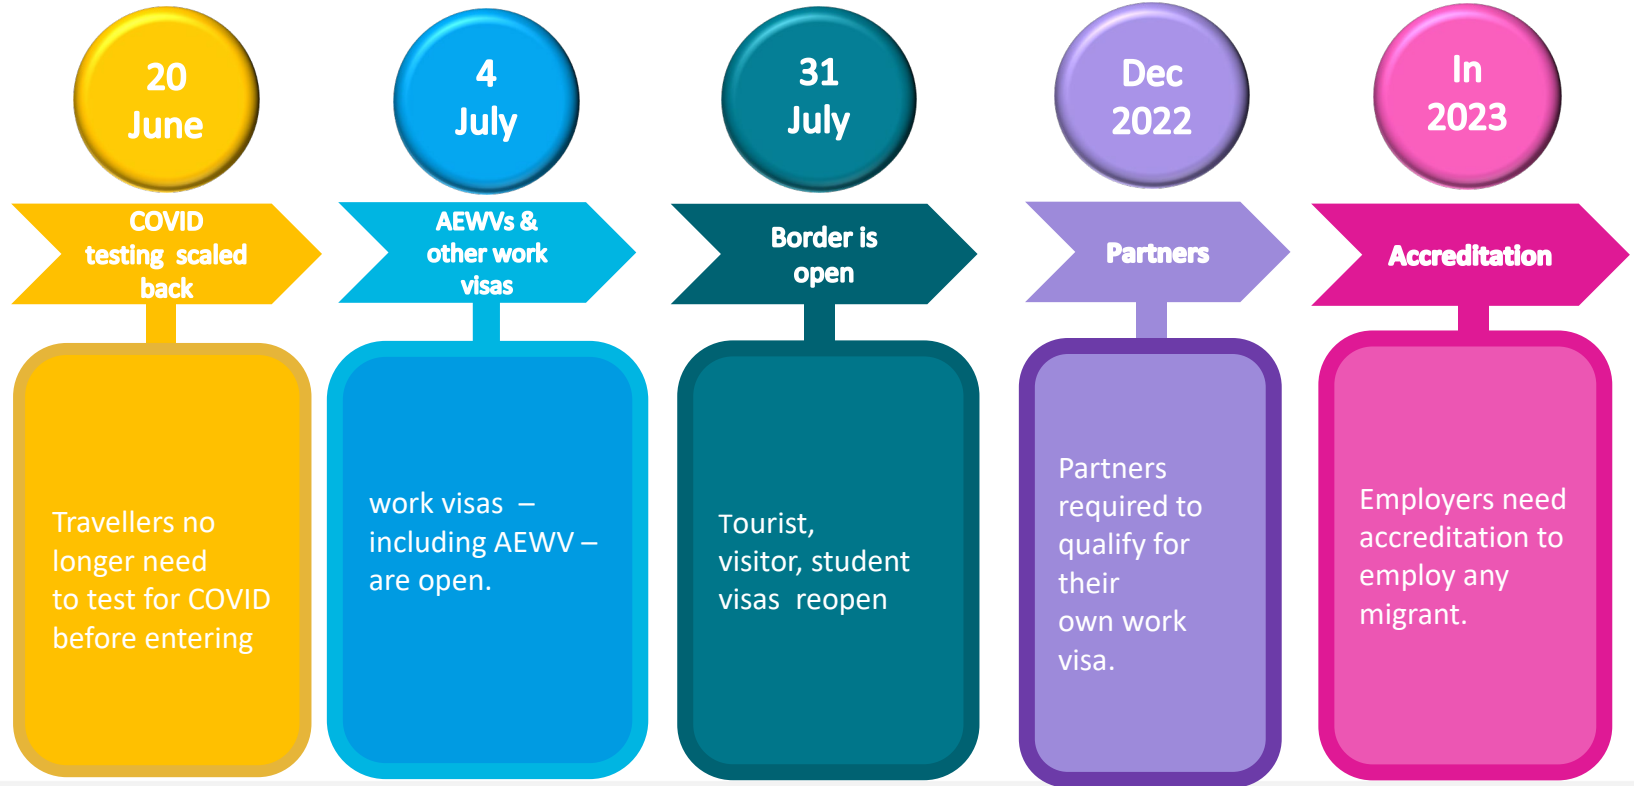 20
June
4
July
31
July
Dec
2022
In
2023
COVID
testing  scaled
back
AEWVs &
other work
visas
Border is
open
Partners
Accreditation
Travellers no
longer need
to test for COVID
before entering
work visas  –
including AEWV –
are open.
Tourist,
visitor, student
visas  reopen
Partners
required to
qualify for
their
own work
visa.
Employers need
accreditation to
employ any
migrant.